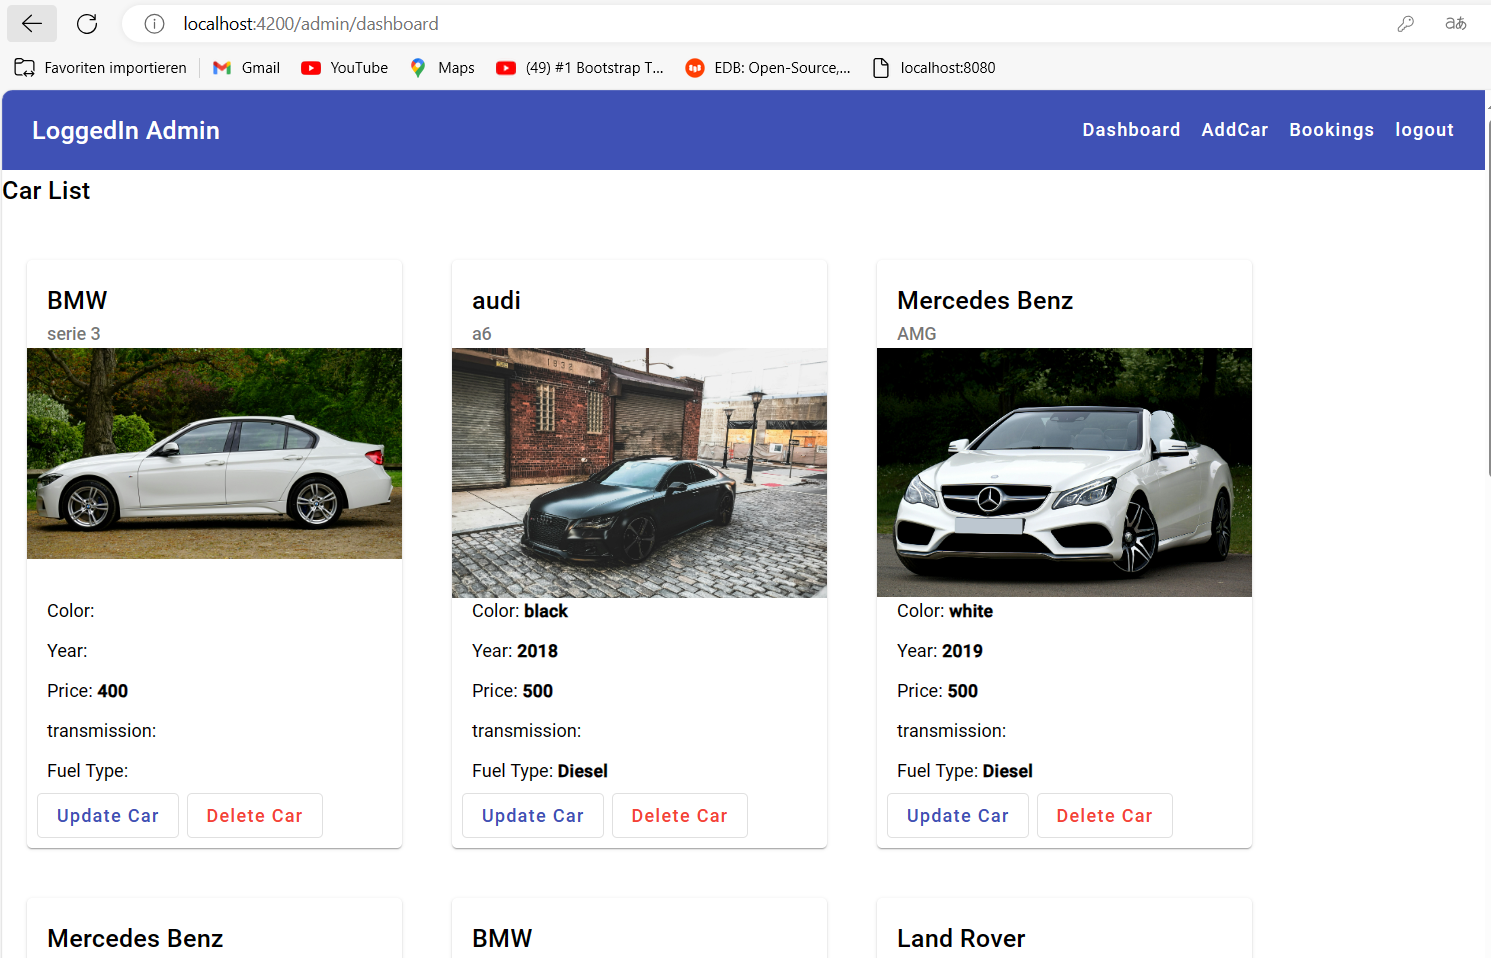 localhost:4200/admin/dashboard
aあ
Favoriten importieren Gmail YouTube Maps (49) #1 Bootstrap T... EDB: Open-Source,... localhost:8080
LoggedIn Admin Dashboard AddCar Bookings logout
Car List
BMW
serie 3
Color:
Year:
Price: 400
transmission:
Fuel Type:
Update Car Delete Car
audi
a6
1932
Color: black
Year: 2018
Price: 500
transmission:
Fuel Type: Diesel
Update Car Delete Car
Mercedes Benz
AMG
Color: white
Year: 2019
Price: 500
transmission:
Fuel Type: Diesel
Update Car Delete Car
Mercedes Benz
BMW
Land Rover